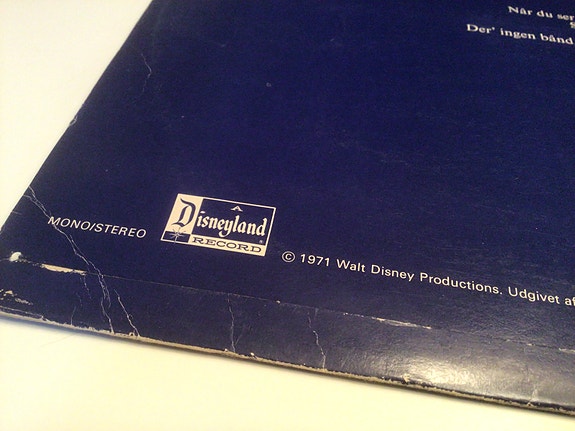 Når du ser
Der' ingen bånd
MONO/STEREO
A
Disneyland
RECORD
®
© 1971 Walt Disney Productions. Udgivet af